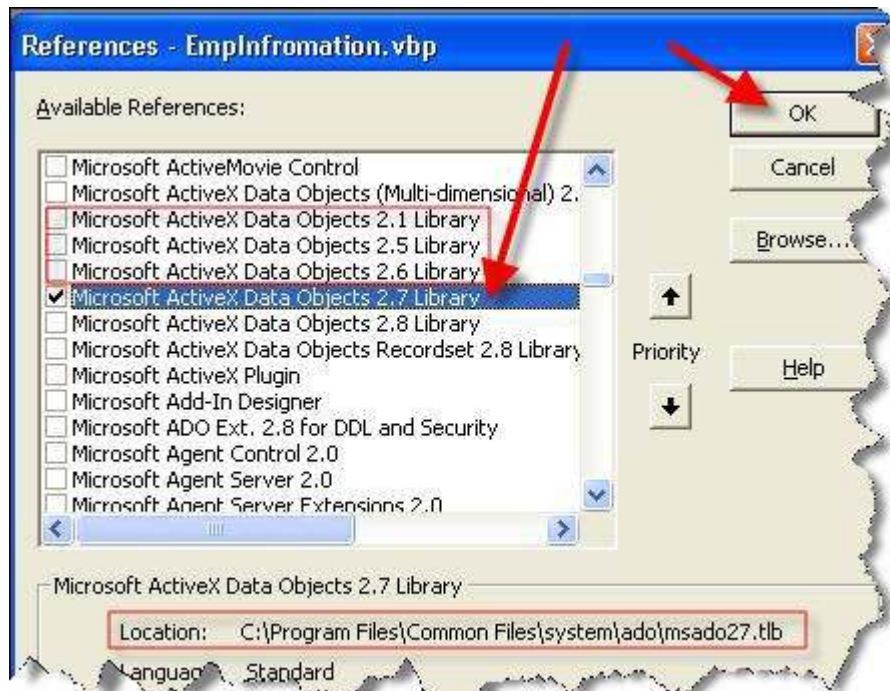 References - EmpInfromation.vbp
Available References:
OK
Microsoft ActiveMovie Control
Cancel
Microsoft ActiveX Data Objects (Multi-dimensional) 2.
Microsoft ActiveX Data Objects 2.1 Library
Microsoft ActiveX Data Objects 2.5 Library
Browse...
Microsoft ActiveX Data Objects 2.6 Library
Microsoft ActiveX Data Objects 2.7 Library
Microsoft ActiveX Data Objects 2.8 Library
Microsoft ActiveX Data Objects Recordset 2.8 Library
Priority
Microsoft ActiveX Plugin
Help
Microsoft Add-In Designer
Microsoft ADO Ext. 2.8 for DDL and Security
Microsoft Agent Control 2.0
Microsoft Agent Server 2.0
Microsoft Agent Server Extensions 2.0
Microsoft ActiveX Data Objects 2.7 Library
Location: C:\Program Files\Common Files\system\ado\msado27.tlb
Language Standard